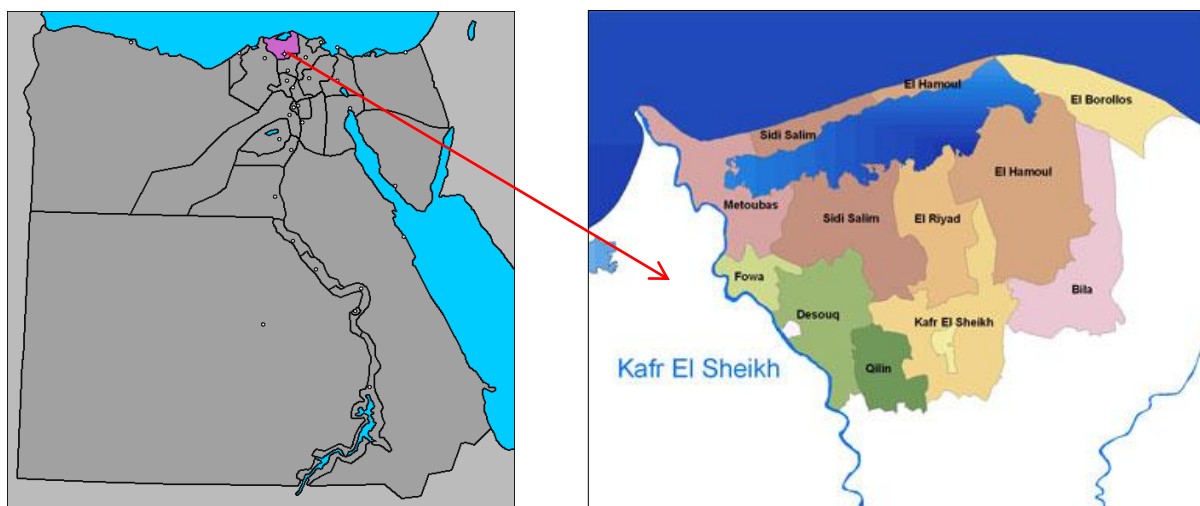 El Hamoul
El Borollos
Sidi Salim
El Hamoul
Metoubas
Sidi Salim
El Riyad
Fowa
Bila
Desouq
Kafr El Sheikh
Kafr El Sheikh
Qilin